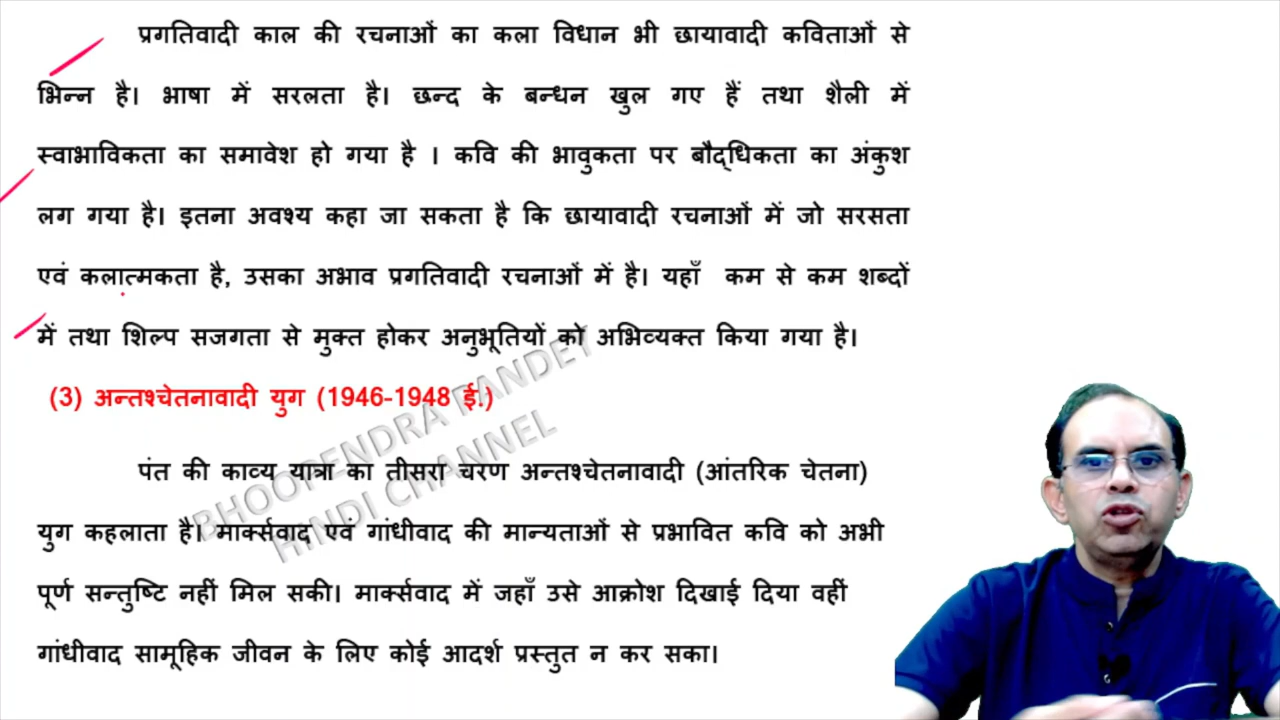 प्रगतिवादी काल की रचनाओं का कला विधान भी छायावादी कविताओं से
भिन्न है। भाषा में सरलता है। छन्द के बन्धन खुल गए हैं तथा शैली में
स्वाभाविकता का समावेश हो गया है । कवि की भावुकता पर बौद्धिकता का अंकुश
लग गया है। इतना अवश्य कहा जा सकता है कि छायावादी रचनाओं में जो सरसता
एवं कलात्मकता है, उसका अभाव प्रगतिवादी रचनाओं में है। यहाँ कम से कम शब्दों
में तथा शिल्प सजगता से मुक्त होकर अनुभूतियों को अभिव्यक्त किया गया है।
(3) अन्तश्चेतनावादी युग (1946-1948 ई.)
पंत की काव्य यात्रा का तीसरा चरण अन्तश्चेतनावादी (आंतरिक चेतना)
युग कहलाता है। मार्क्सवाद एवं गांधीवाद की मान्यताओं से प्रभावित कवि को अभी
पूर्ण सन्तुष्टि नहीं मिल सकी। मार्क्सवाद में जहाँ उसे आक्रोश दिखाई दिया वहीं
गांधीवाद सामूहिक जीवन के लिए कोई आदर्श प्रस्तुत न कर सका।
BHOOPENDRA PANDEY
HINDI CHANNEL